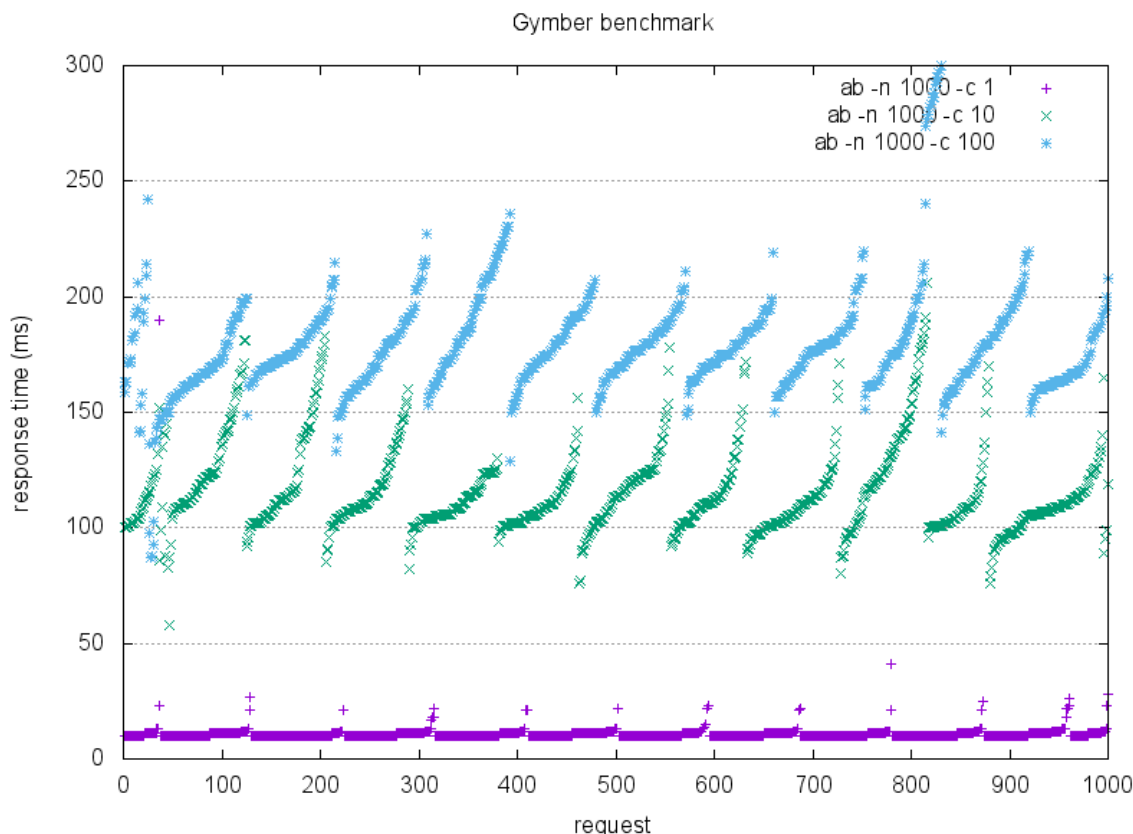 Gymber benchmark
300
250
200
150
100
50
0
response time (ms)
ab -n 1000 -c 1
ab -n 1000 -c 10
ab -n 1000 -c 100
0 100 200 300 400 500 600 700 800 900 1000
request